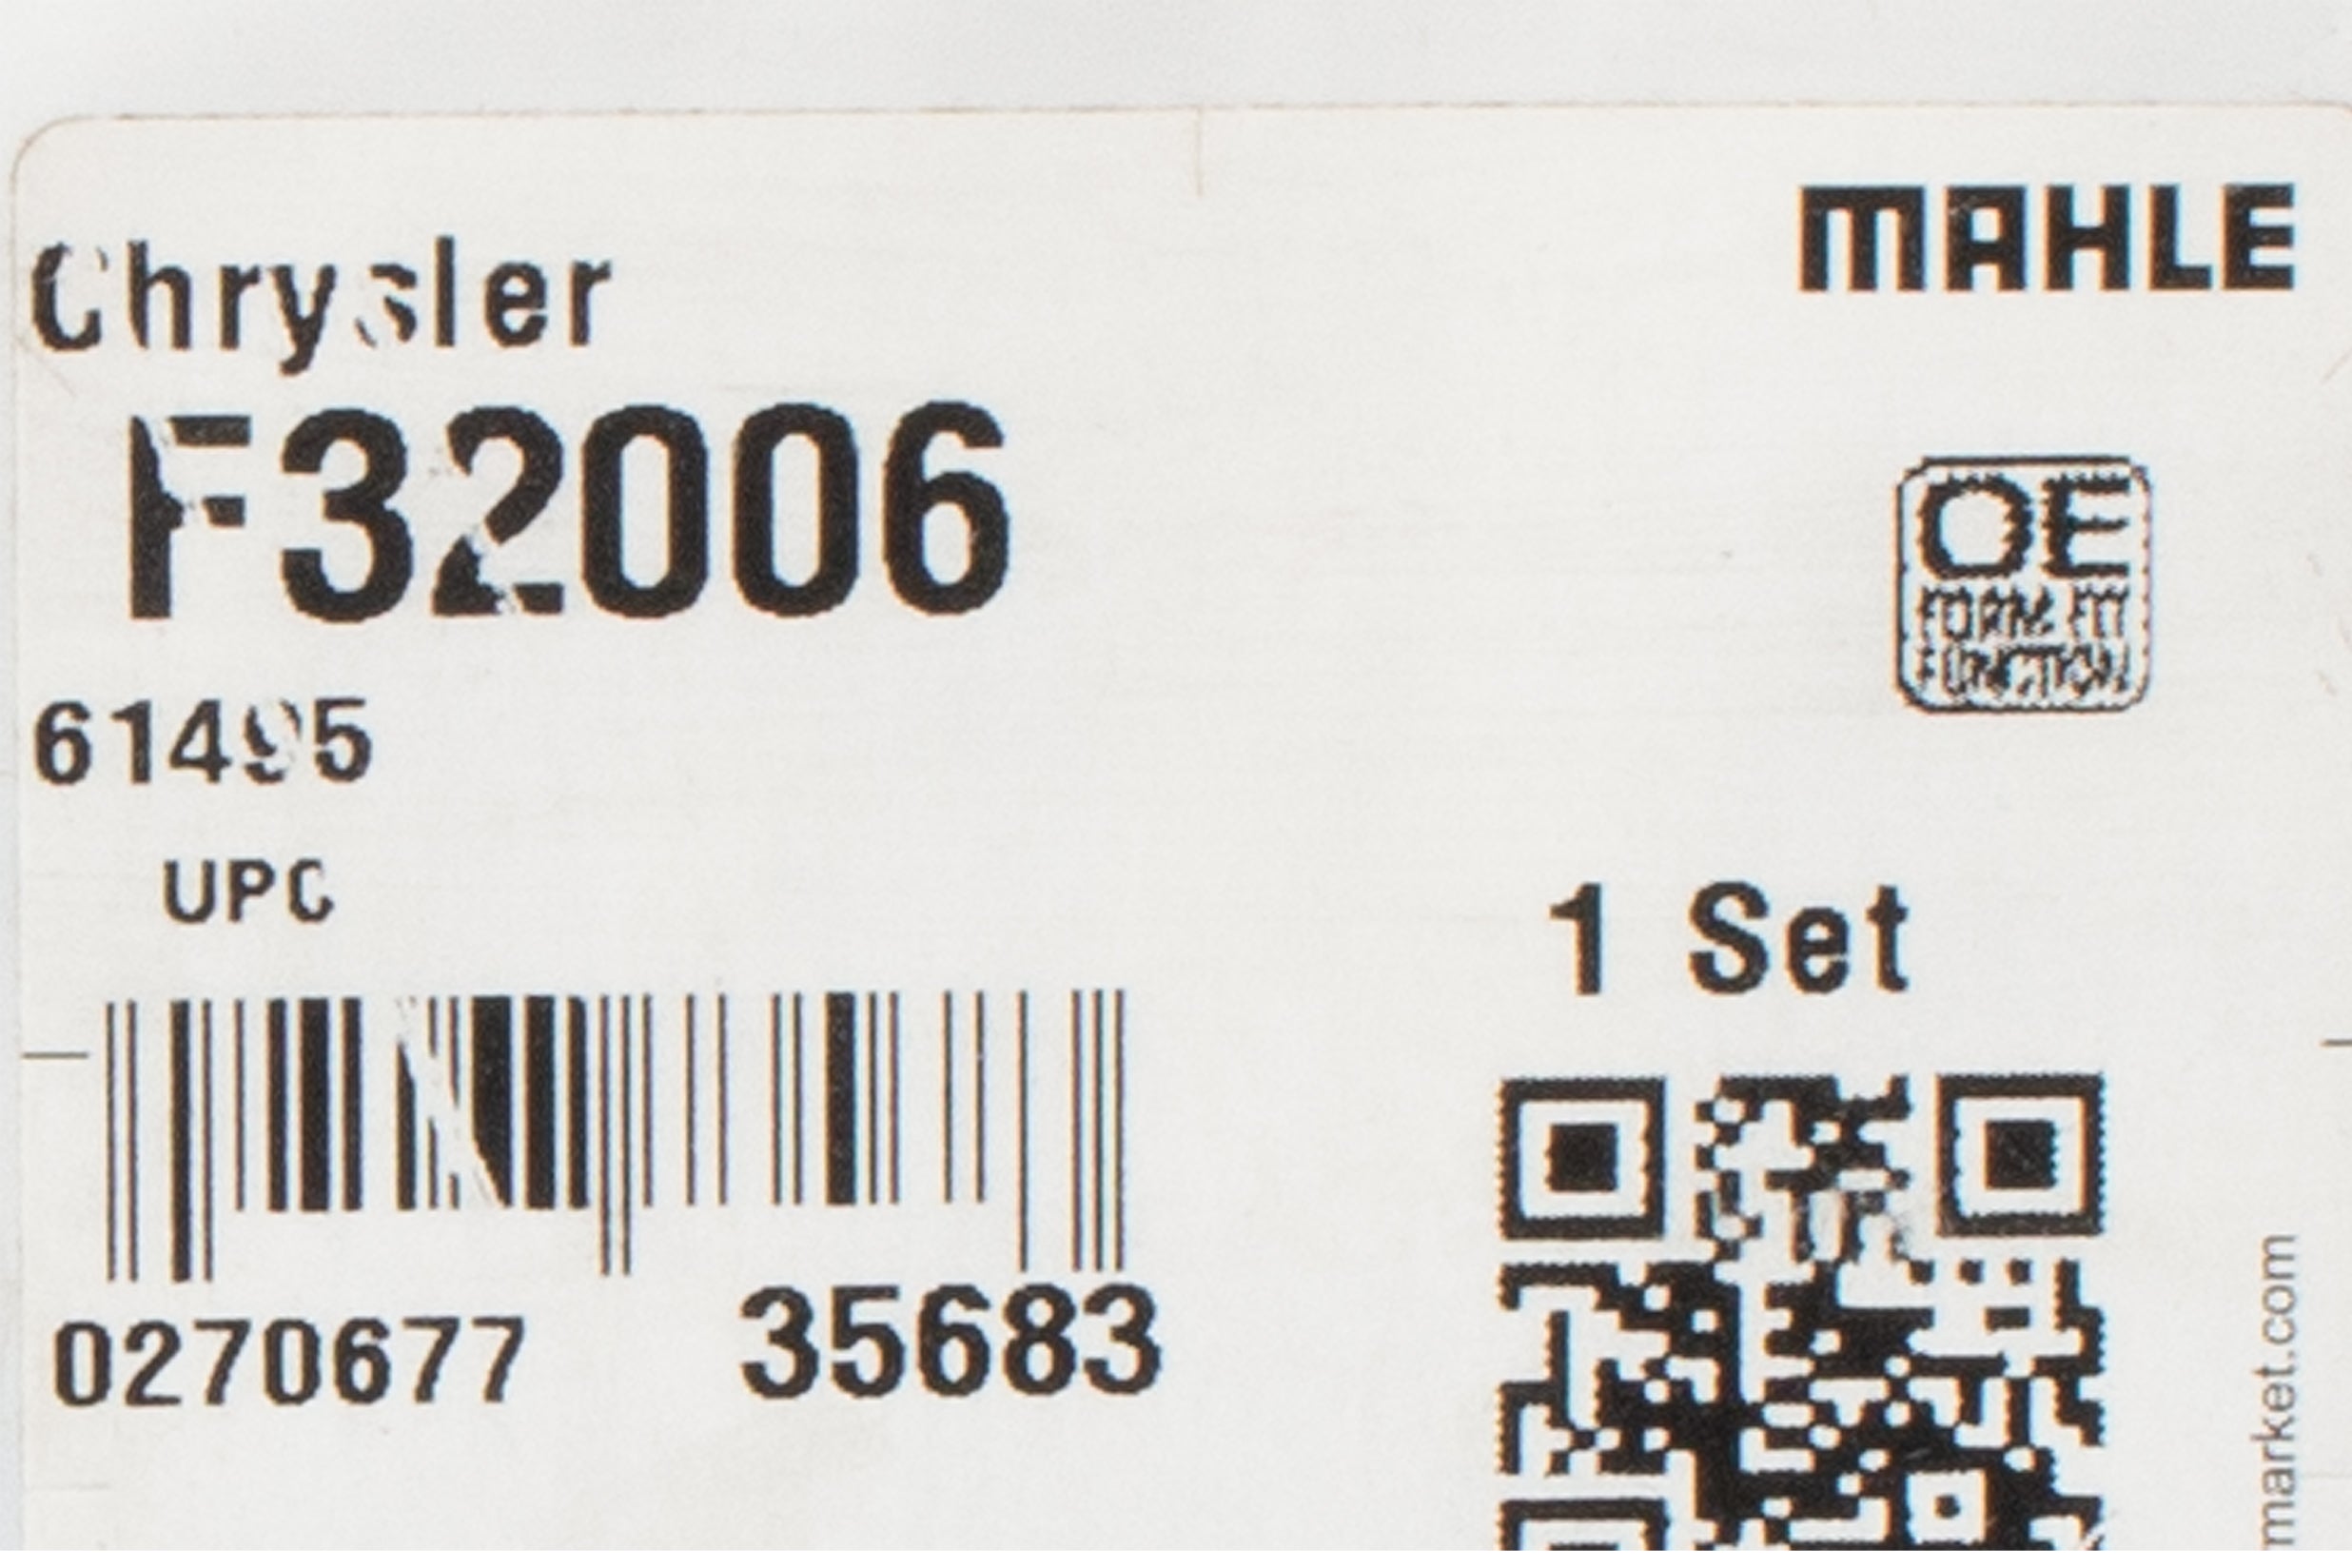 MAHLE
Chrysler
F32006
OE
FORM FIT
FUNCTION
61495
UPC
1 Set
0270677 35683
market.com